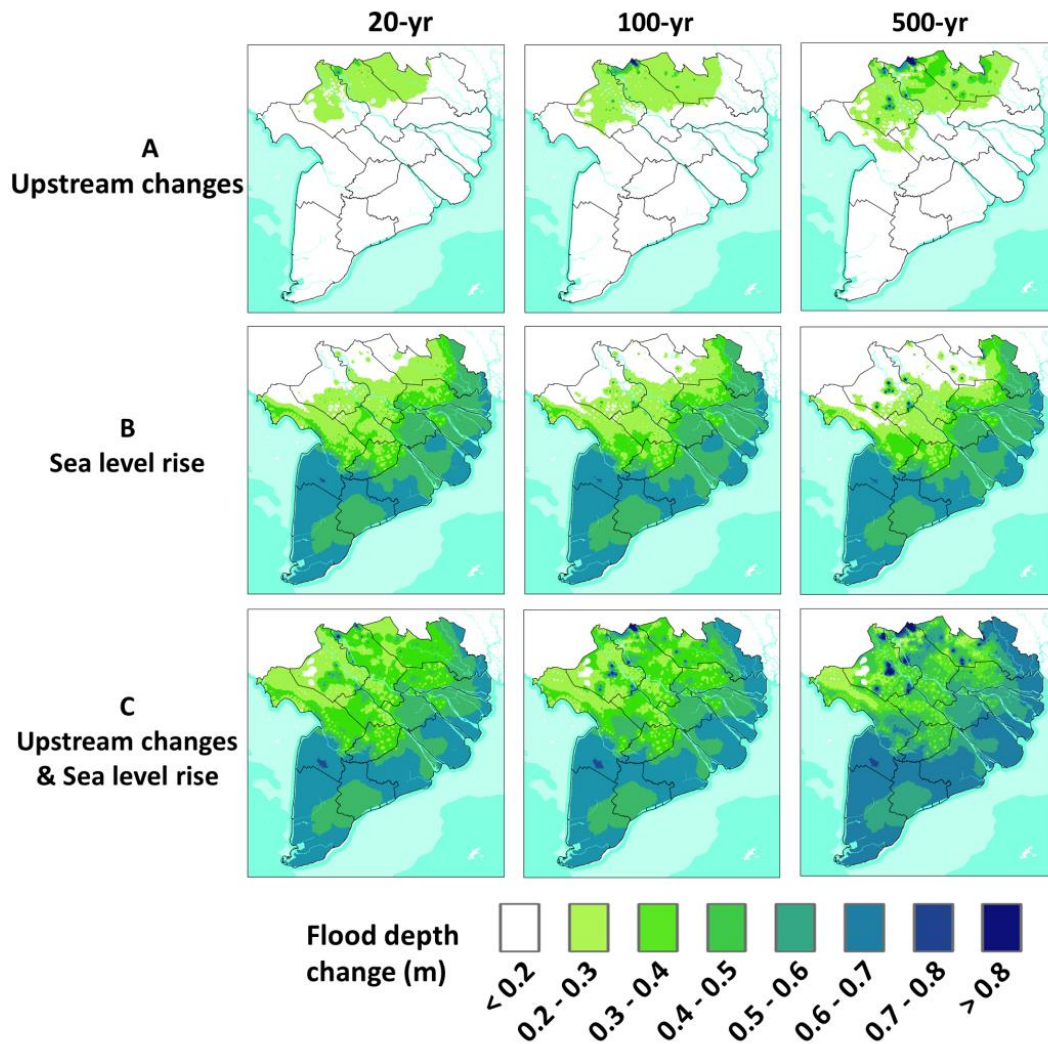 20-yr 100-yr 500-yr
A
Upstream changes
B
Sea level rise
C
Upstream changes
& Sea level rise
Flood depth
change (m)
< 0.2
0.2 - 0.3
0.3 - 0.4
0.4 - 0.5
0.5 - 0.6
0.6 - 0.7
0.7 - 0.8
> 0.8